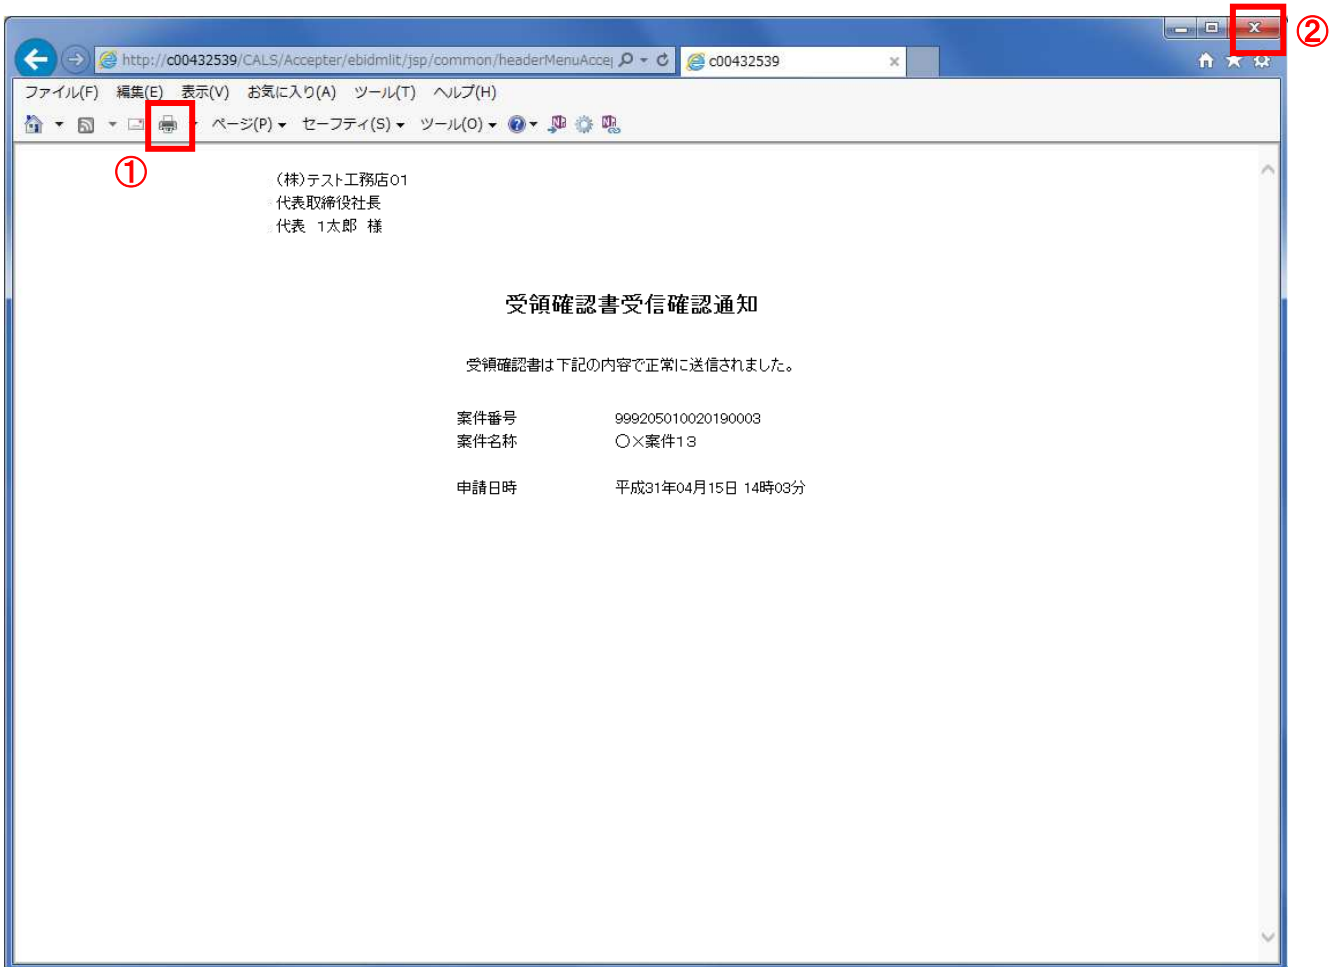 ②
http://c00432539/CALS/Accepter/ebidmlit/jsp/common/headerMenuAccej
c00432539
ファイル(F) 編集(E) 表示(V) お気に入り(A) ツール(T) ヘルプ(H)
ページ(P) セーフティ(S) ツール(O)
①
(株)テスト工務店01
代表取締役社長
代表 1太郎 様
受領確認書受信確認通知
受領確認書は下記の内容で正常に送信されました。
案件番号 999205010020190003
案件名称 〇×案件13
申請日時 平成31年04月15日 14時03分